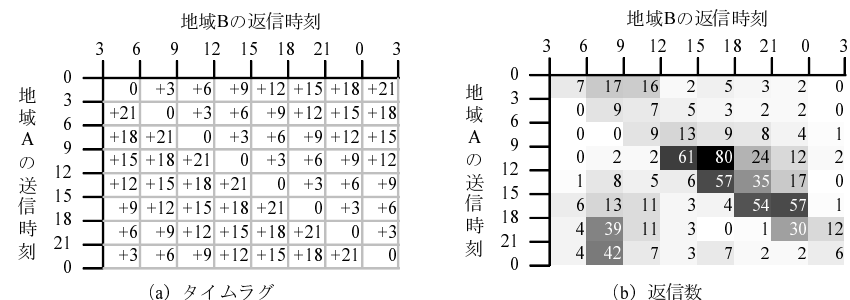 地域Bの返信時刻
3 6 9 12 15 18 21 0 3
地域Aの送信時刻
0
3
6
9
12
15
18
21
0
0 +3 +6 +9 +12 +15 +18 +21
+21 0 +3 +6 +9 +12 +15 +18
+18 +21 0 +3 +6 +9 +12 +15
+15 +18 +21 0 +3 +6 +9 +12
+12 +15 +18 +21 0 +3 +6 +9
+9 +12 +15 +18 +21 0 +3 +6
+6 +9 +12 +15 +18 +21 0 +3
+3 +6 +9 +12 +15 +18 +21 0
(a) タイムラグ
地域Bの返信時刻
3 6 9 12 15 18 21 0 3
地域Aの送信時刻
0
3
6
9
12
15
18
21
0
7 17 16 2 5 3 2 0
0 9 7 5 3 2 2 0
0 0 9 13 9 8 4 1
0 2 2 61 80 24 12 2
1 8 5 6 57 35 17 0
6 13 11 3 4 54 57 1
4 39 11 3 0 1 30 12
4 42 7 3 7 2 2 6
(b) 返信数